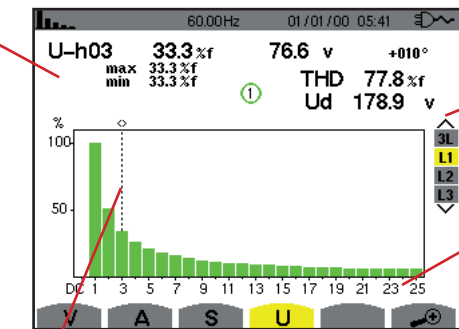 60.00Hz 01/01/00 05:41
U-h03 33.3 %f 76.6 v +010°
max 33.3 %f
min 33.3 %f
1
THD 77.8 %f
Ud 178.9 v
%
100
50
3L
L1
L2
L3
DC 1 3 5 7 9 11 13 15 17 19 21 23 25
V A S U